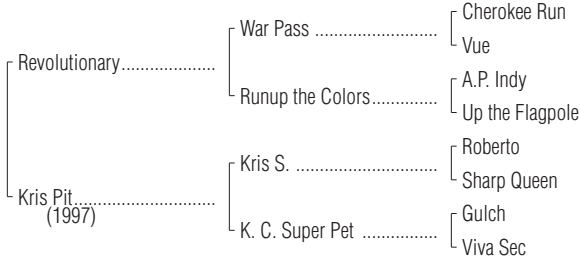 Cherokee Run
War Pass ..........................
Vue
Revolutionary....................
A.P. Indy
Runup the Colors..............
Up the Flagpole
Roberto
Kris S. ..............................
Sharp Queen
Kris Pit..............................
(1997)
Gulch
K. C. Super Pet ................
Viva Sec